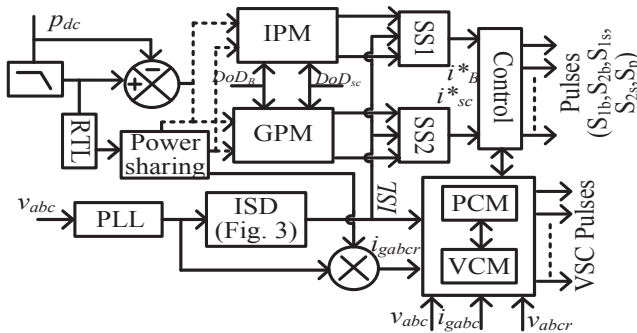 p_dc
IPM
SS1
DoD_B
DoD_sc
i*_B
i*_sc
Control
Pulses
(S_1b,S_2b,S_1s,
S_2s,S_p)
RTL
Power
sharing
GPM
SS2
v_abc
PLL
ISD
(Fig. 3)
ISL
i_gabcr
PCM
VCM
VSC Pulses
v_abc
i_gabc
v_abcr